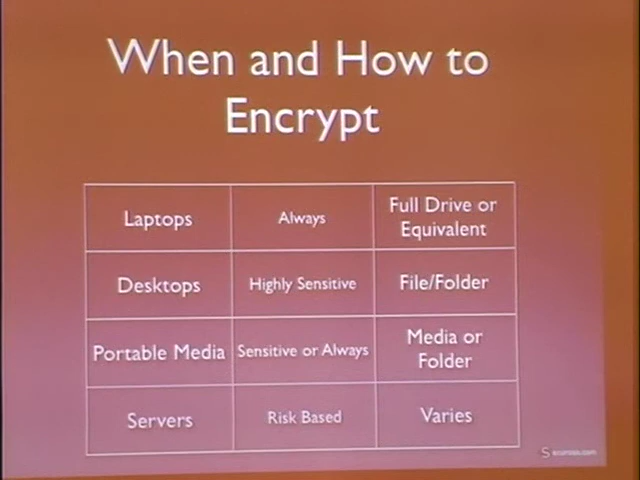 When and How to
Encrypt
Laptops
Always
Full Drive or
Equivalent
Desktops
Highly Sensitive
File/Folder
Portable Media
Sensitive or Always
Media or
Folder
Servers
Risk Based
Varies